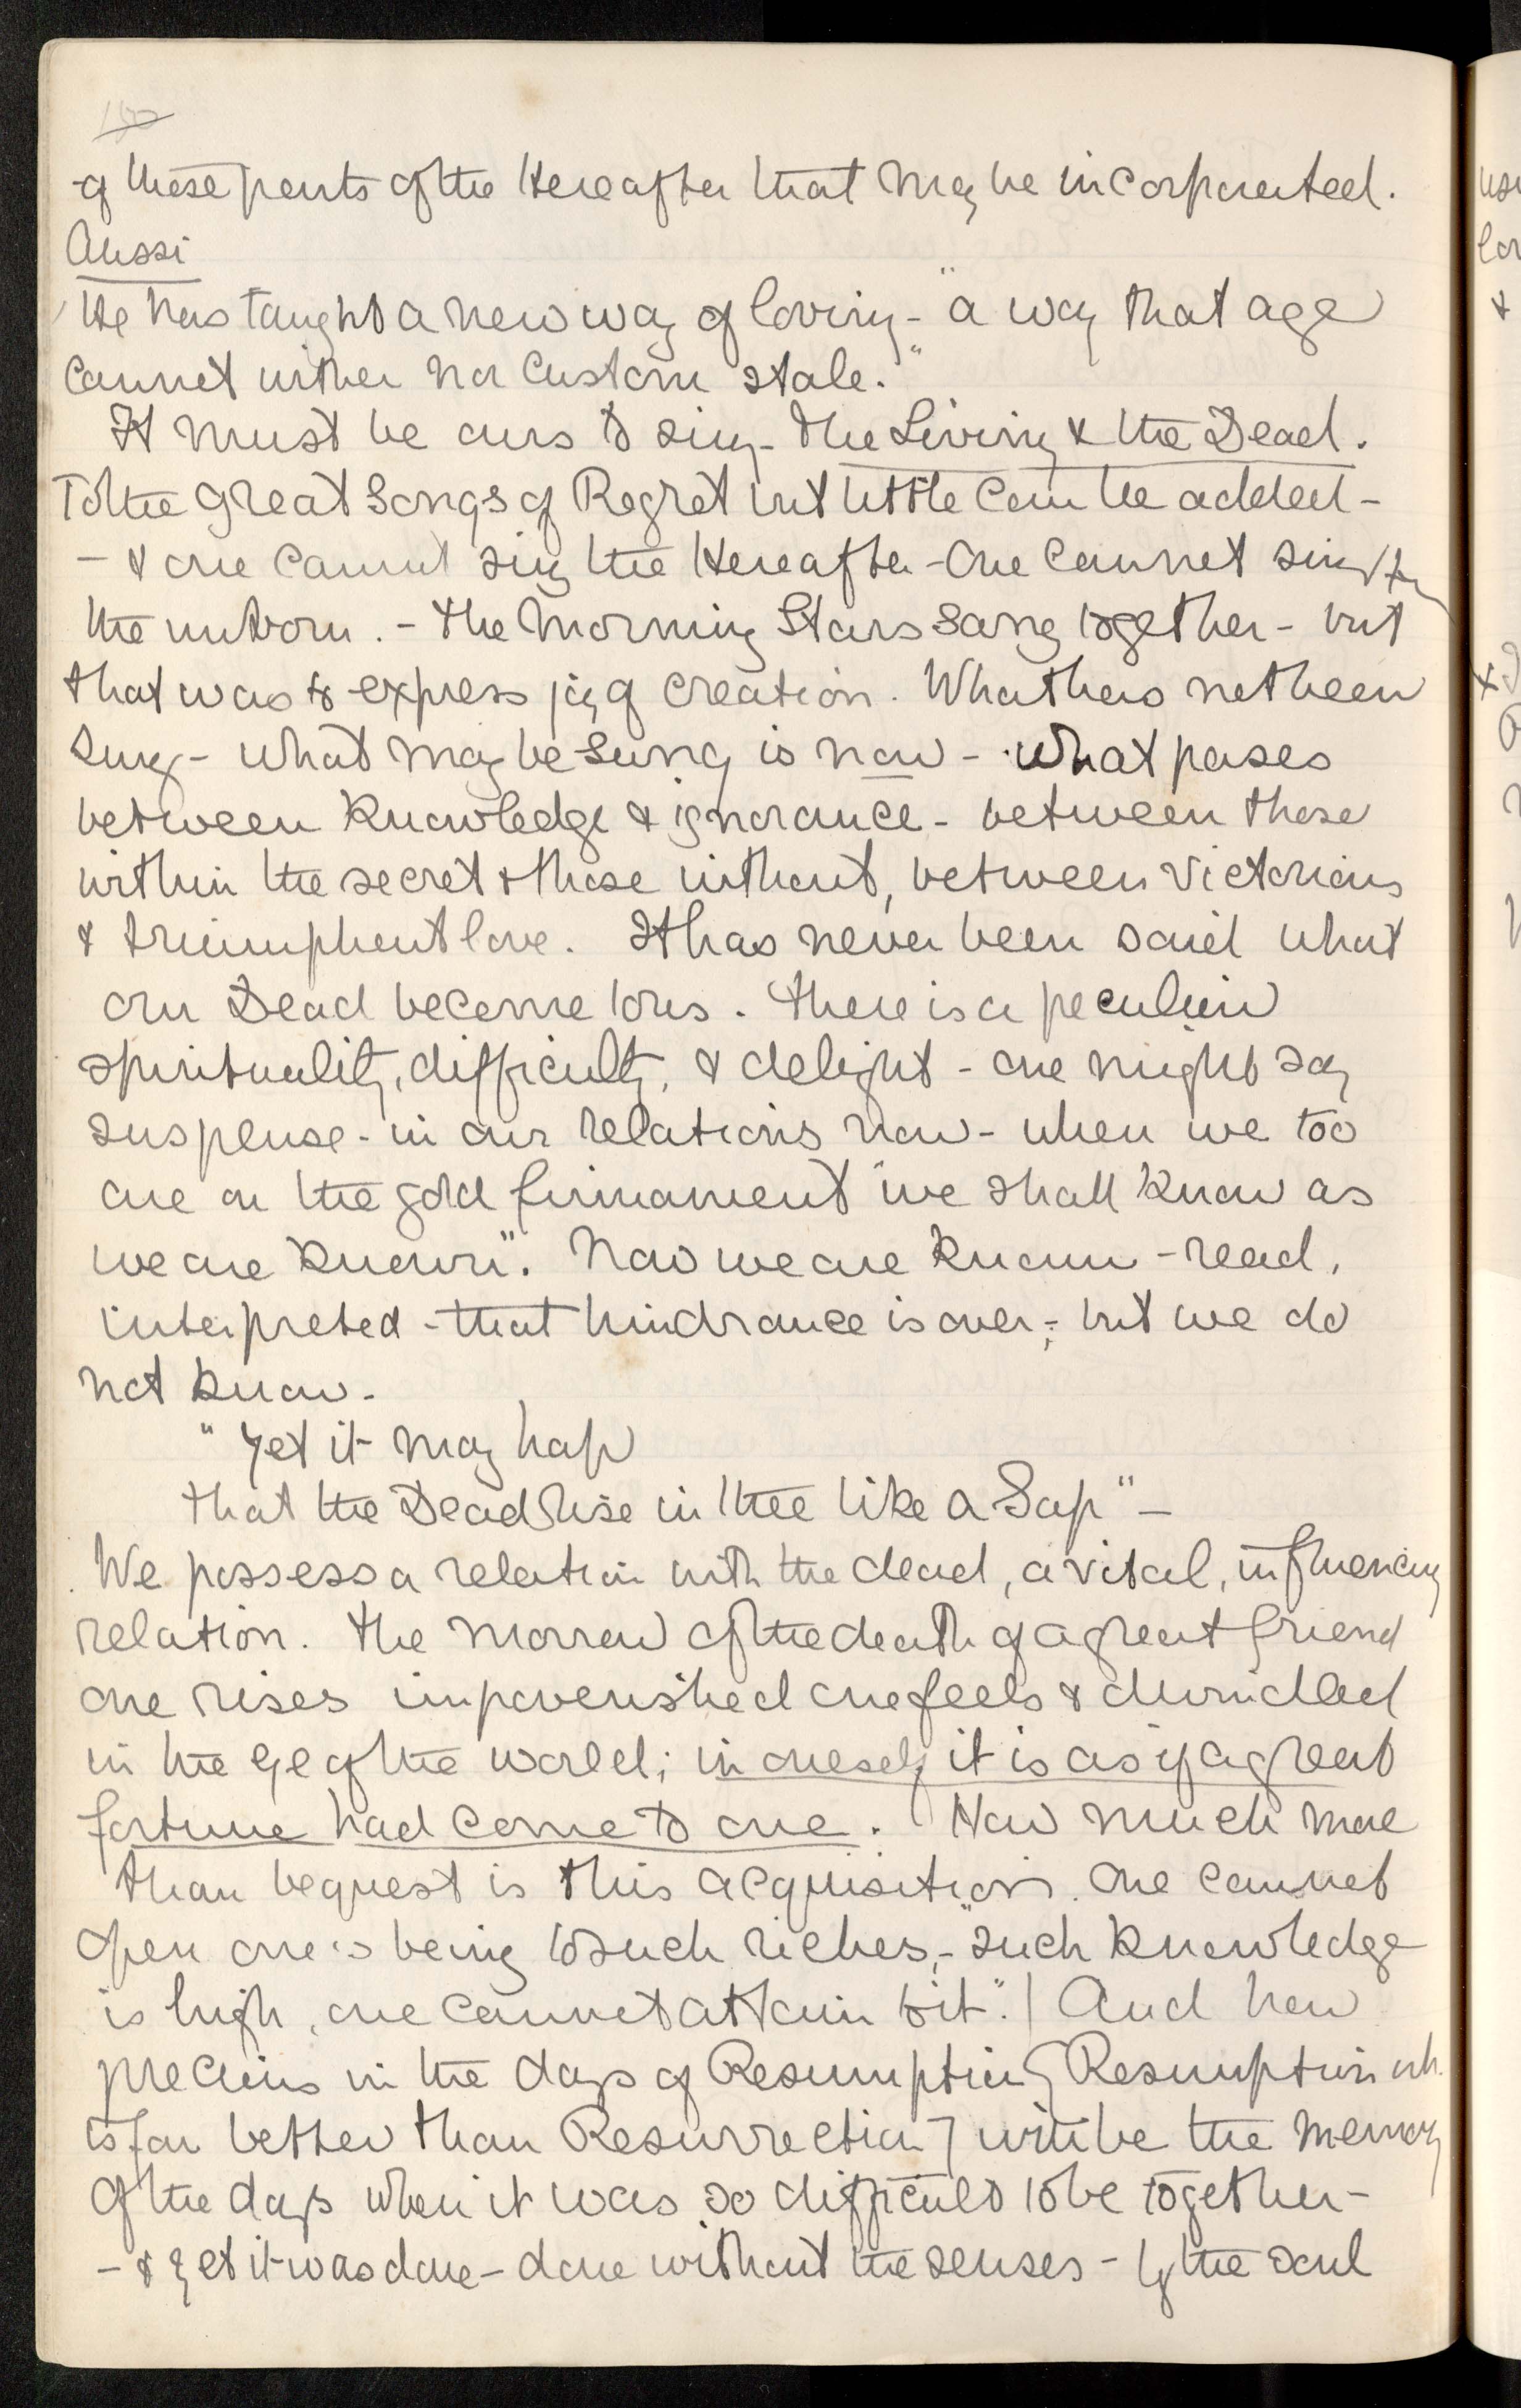 of those parts of the Hereafter that may be incorporated.
Aussi
He has taught a new way of loving - "a way that age
cannot wither nor custom stale."
It must be ours to sing - the Living & the Dead.
To the great Songs of Regret but little can be added -
- & one cannot sing the Hereafter - One cannot sing
the unborn. - The Morning Stars sang together - but
that was to express joy of creation. What has not been
sung - what may be sung is now - what passes
between knowledge & ignorance - between those
within the secret & those without, between victorious
& triumphant love. It has never been said what
our Dead become to us. There is a peculiar
spirituality, difficulty, & delight - one might say
suspense - in our relations now - when we too
are on the gold firmament "we shall know as
we are known". Now we are known - read,
interpreted - that hindrance is over; - but we do
not know -
"Yet it may hap
That the Dead rise in thee like a Sap" -
We possess a relation with the dead, a vital, influencing
relation. The morrow of the death of a great friend
one rises impoverished one feels & dwindled
in the eye of the world; in oneself it is as if a great
fortune had come to one. How much more
than bequest is this acquisition. One cannot
open one's being to such riches, - "such knowledge
is high, one cannot attain to it". | And how
precious in the days of Resumption [Resumption wh.
is far better than Resurrection] will be the memory
of the days when it was so difficult to be together -
- & yet it was done - done without the senses - by the soul